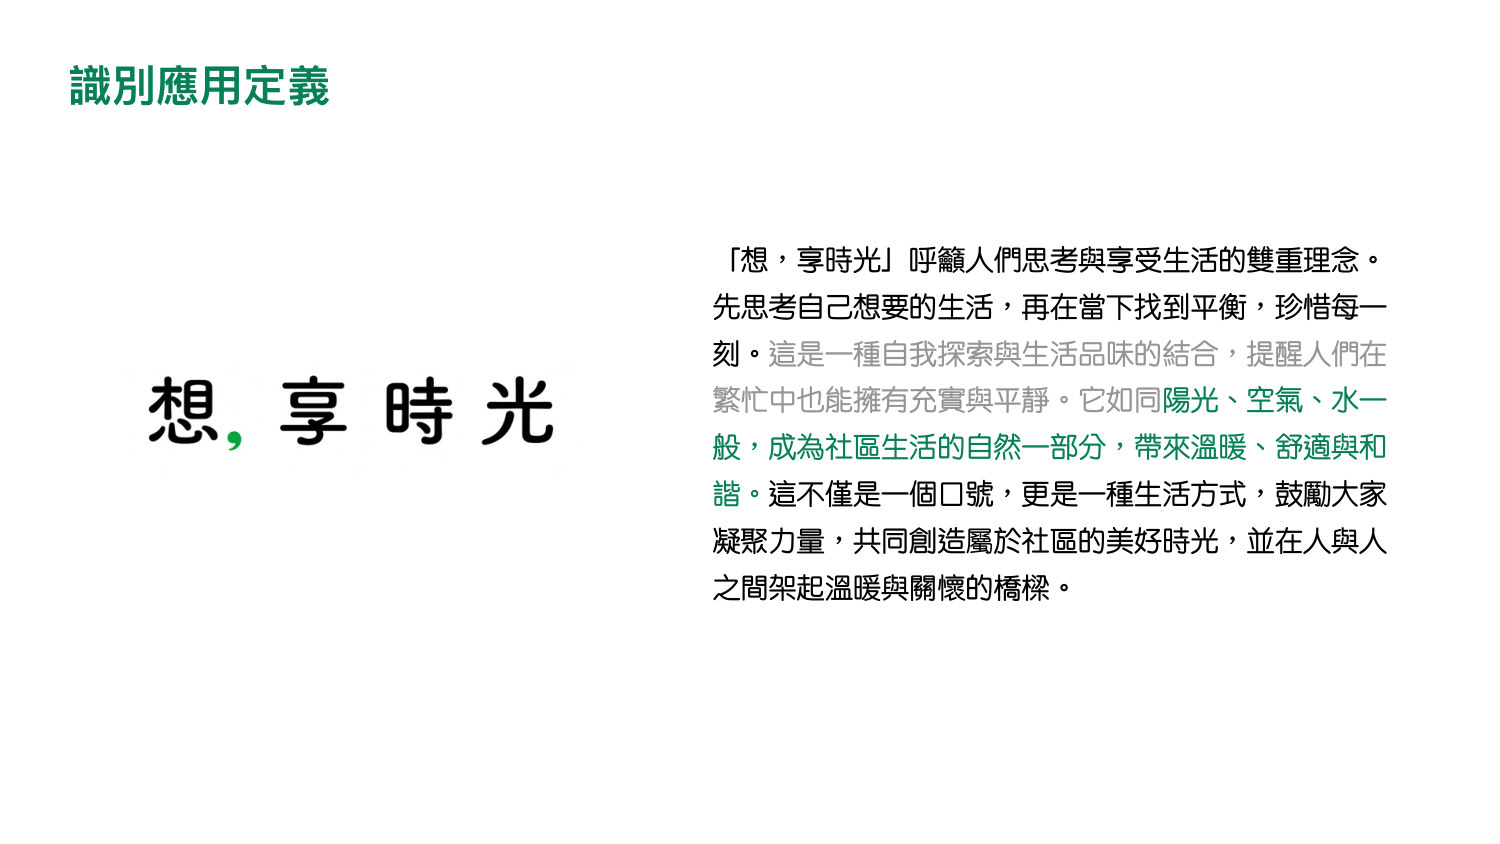 識別應用定義
想, 享時光
「想，享時光」呼籲人們思考與享受生活的雙重理念。
先思考自己想要的生活，再在當下找到平衡，珍惜每一
刻。這是一種自我探索與生活品味的結合，提醒人們在
繁忙中也能擁有充實與平靜。它如同陽光、空氣、水一
般，成為社區生活的自然一部分，帶來溫暖、舒適與和
諧。這不僅是一個口號，更是一種生活方式，鼓勵大家
凝聚力量，共同創造屬於社區的美好時光，並在人與人
之間架起溫暖與關懷的橋樑。